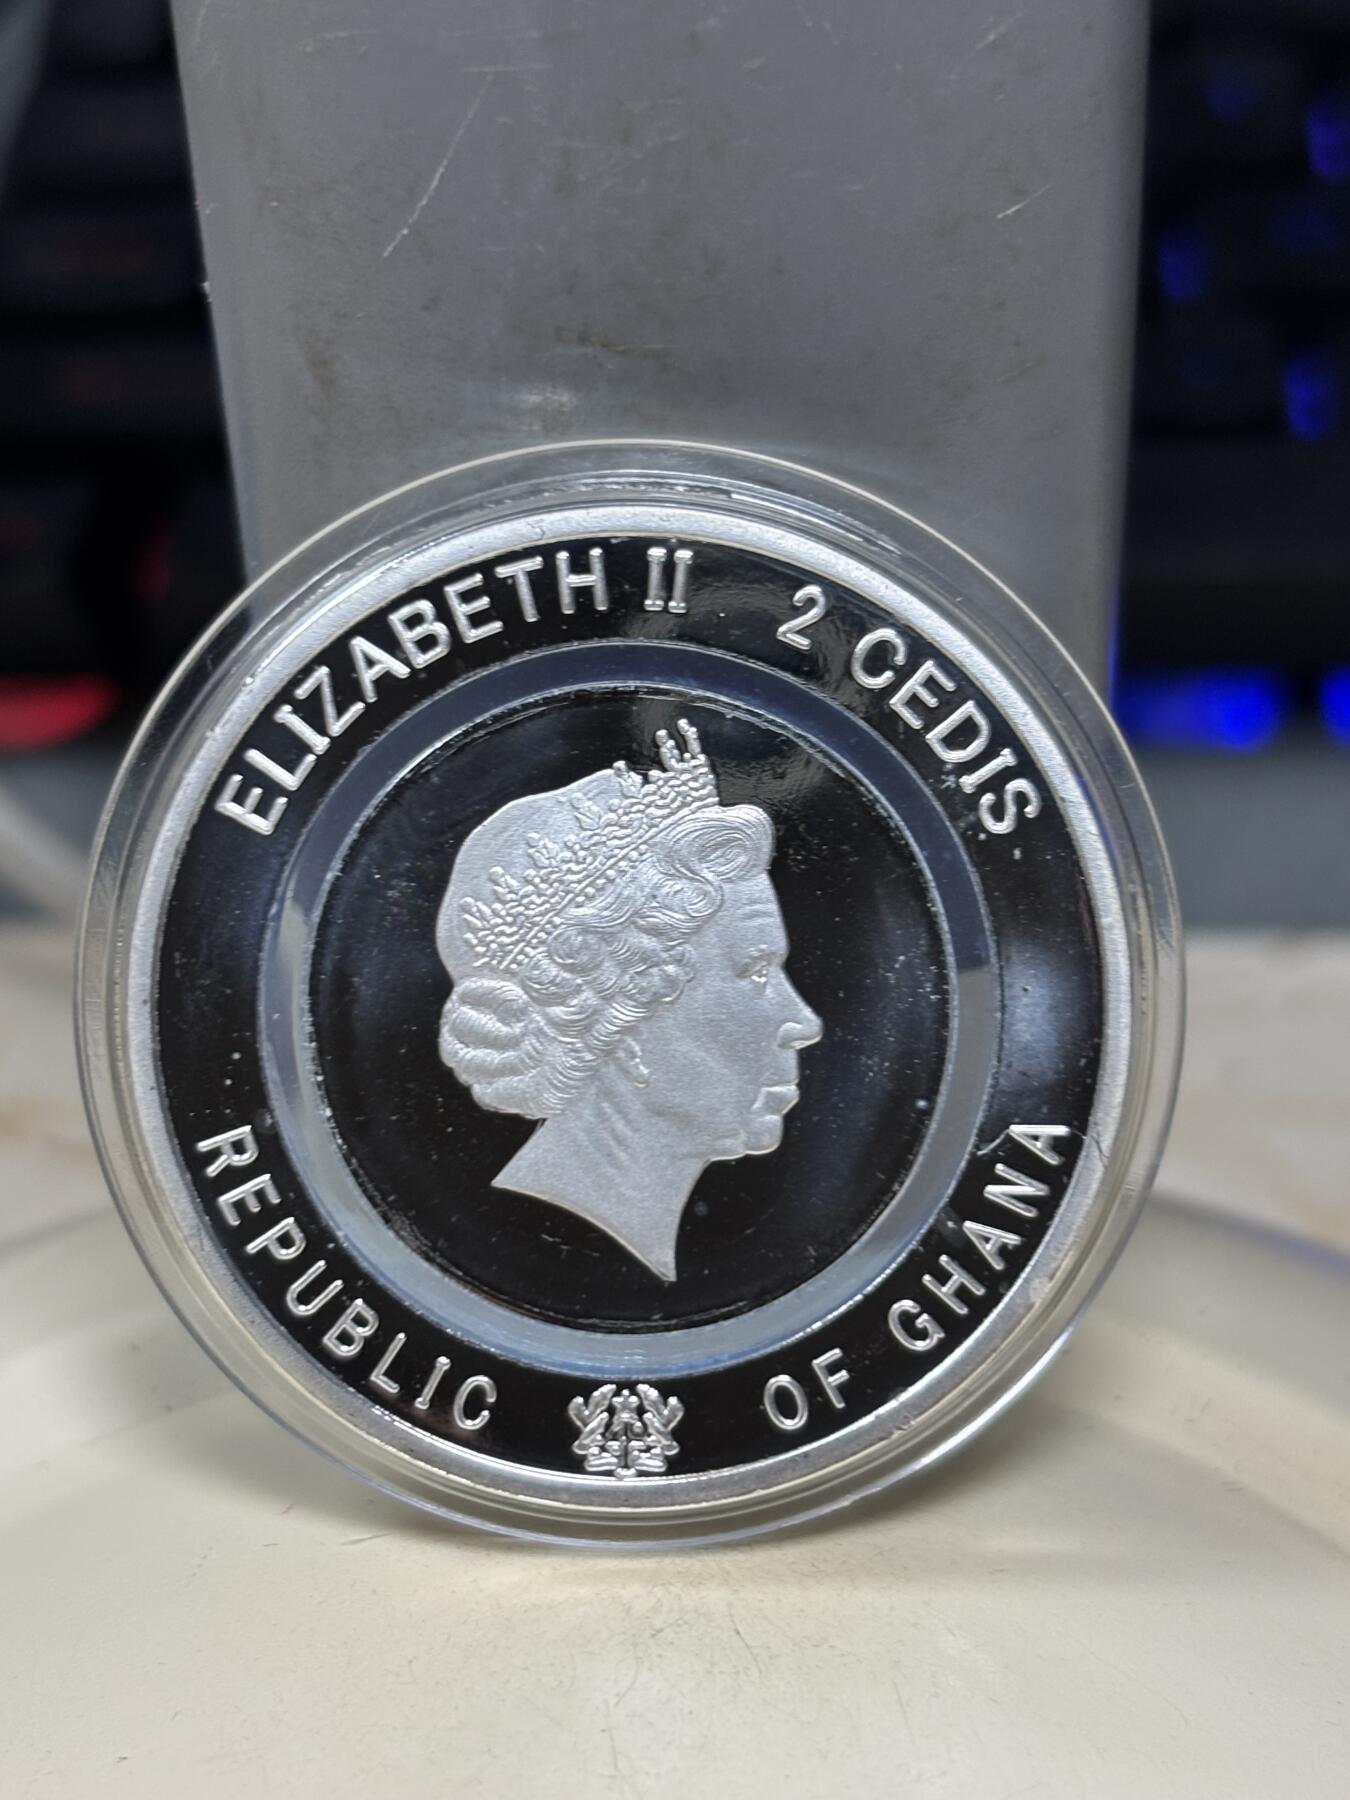 ELIZABETH II 2 CEDIS
REPUBLIC OF GHANA